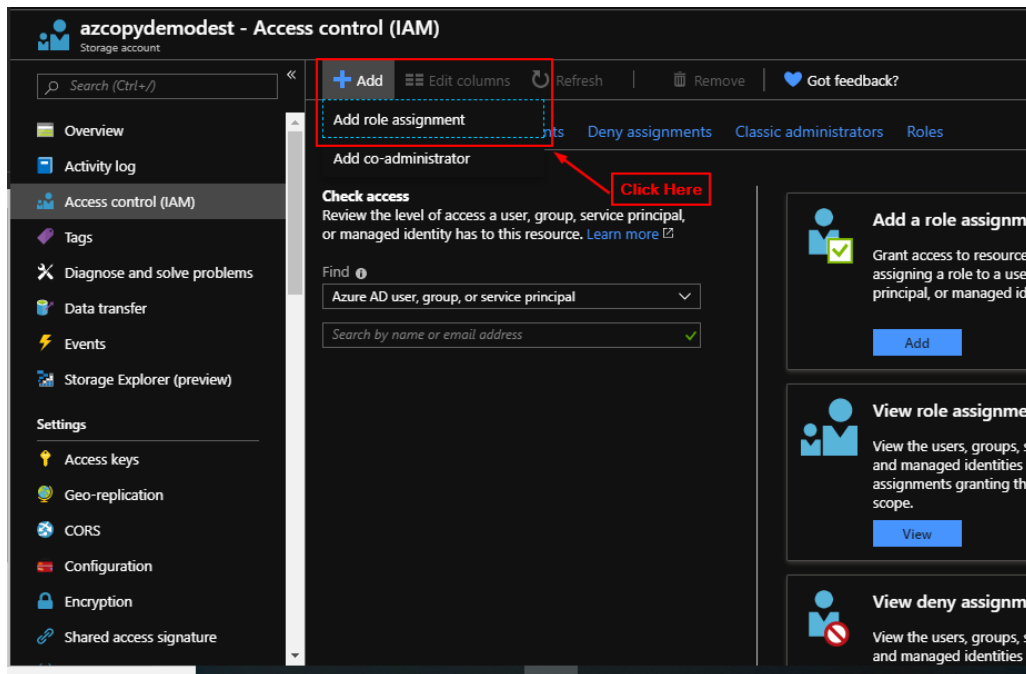 azcopydemodest - Access control (IAM)
Storage account
Search (Ctrl+/)
«
Overview
Activity log
Access control (IAM)
Tags
Diagnose and solve problems
Data transfer
Events
Storage Explorer (preview)
Settings
Access keys
Geo-replication
CORS
Configuration
Encryption
Shared access signature
Add Edit columns Refresh Remove Got feedback?
Add role assignment
Add co-administrator
nts Deny assignments Classic administrators Roles
Click Here
Check access
Review the level of access a user, group, service principal,
or managed identity has to this resource. Learn more
Find
Azure AD user, group, or service principal
Search by name or email address
Add a role assignm
Grant access to resource
assigning a role to a use
principal, or managed id
Add
View role assignme
View the users, groups, s
and managed identities
assignments granting th
scope.
View
View deny assignm
View the users, groups, s
and managed identities